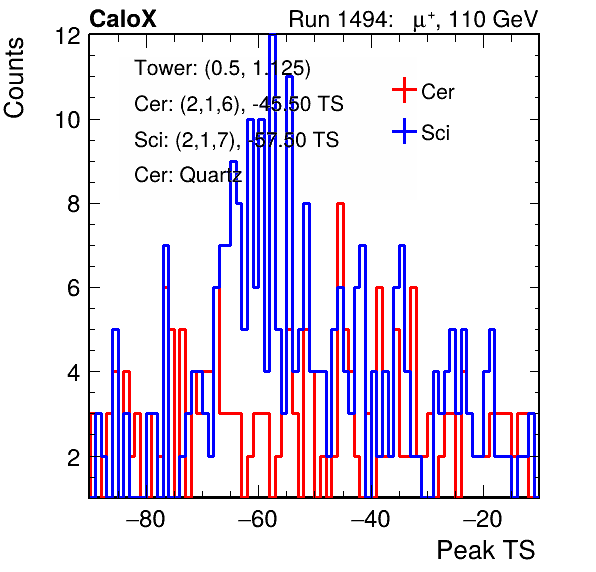 CaloX Run 1494: μ⁺, 110 GeV
Counts
12
10
8
6
4
2
Tower: (0.5, 1.125)
Cer: (2,1,6), -45.50 TS
Sci: (2,1,7), -57.50 TS
Cer: Quartz
Cer
Sci
−80 −60 −40 −20
Peak TS